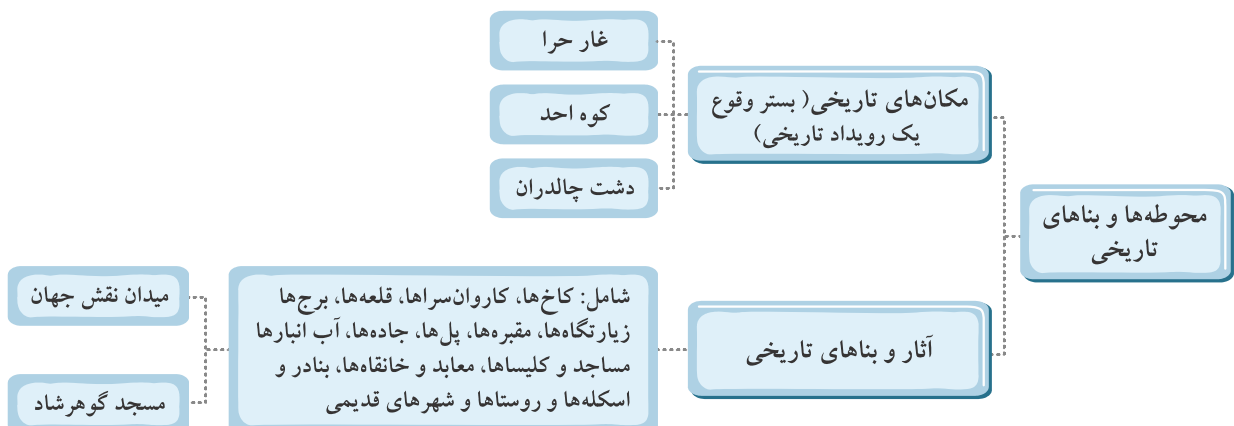 محوطه‌ها و بناهای
تاریخی
مکان‌های تاریخی( بستر وقوع
یک رویداد تاریخی)
غار حرا
کوه احد
دشت چالدران
آثار و بناهای تاریخی
شامل: کاخ‌ها، کاروان‌سراها، قلعه‌ها، برج‌ها
زیارتگاه‌ها، مقبره‌ها، پل‌ها، جاده‌ها، آب انبارها
مساجد و کلیساها، معابد و خانقاه‌ها، بنادر و
اسکله‌ها و روستاها و شهرهای قدیمی
میدان نقش جهان
مسجد گوهرشاد